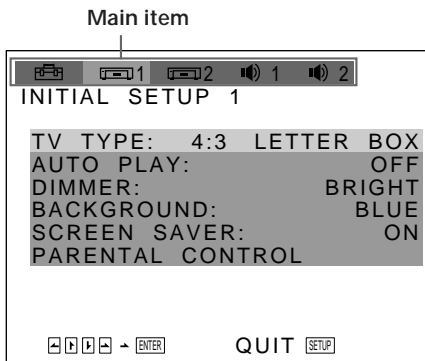 Main item
1 2 1 2
INITIAL SETUP 1
TV TYPE: 4:3 LETTER BOX
AUTO PLAY: OFF
DIMMER: BRIGHT
BACKGROUND: BLUE
SCREEN SAVER: ON
PARENTAL CONTROL
ENTER QUIT SETUP